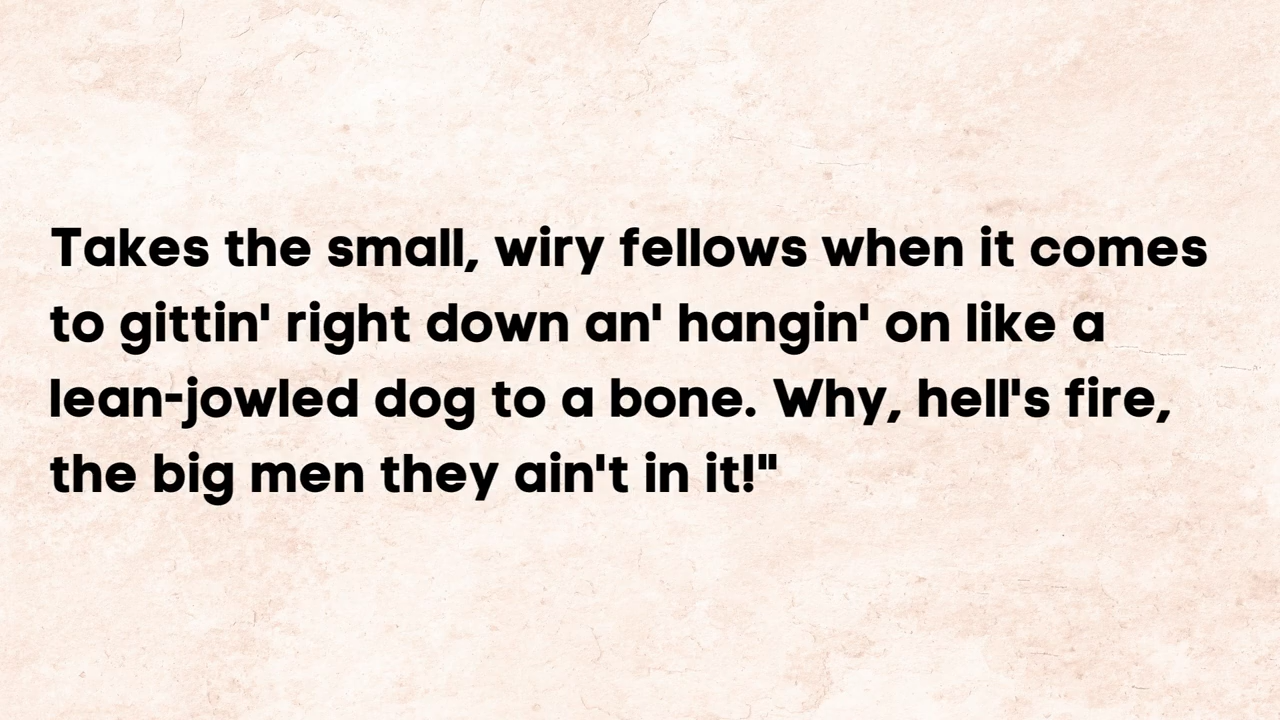 Takes the small, wiry fellows when it comes
to gittin' right down an' hangin' on like a
lean-jowled dog to a bone. Why, hell's fire,
the big men they ain't in it!"